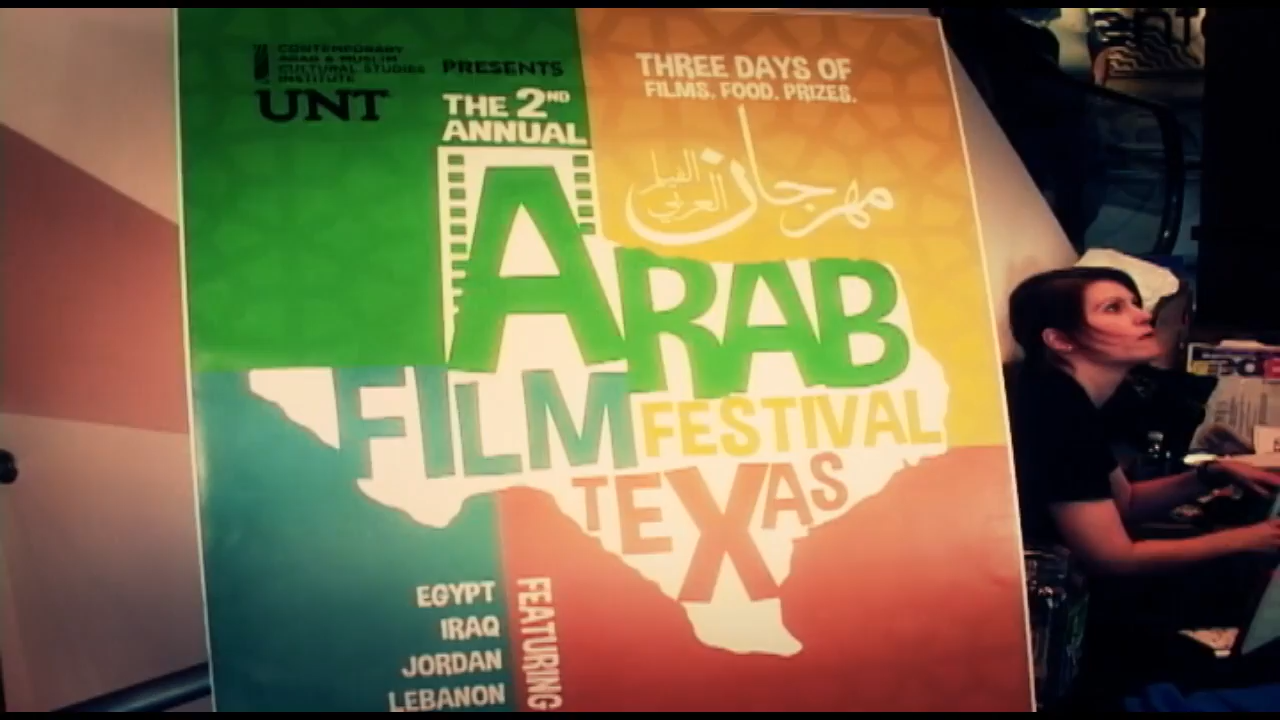 CONTEMPORARY
ARAB & MUSLIM
CULTURAL STUDIES
INSTITUTE
UNT
PRESENTS
THE 2ND
ANNUAL
THREE DAYS OF
FILMS. FOOD. PRIZES.
مهرجان
الفيلم
العربي
ARAB
FILM FESTIVAL
TEXAS
EGYPT
IRAQ
JORDAN
LEBANON
FEATURING